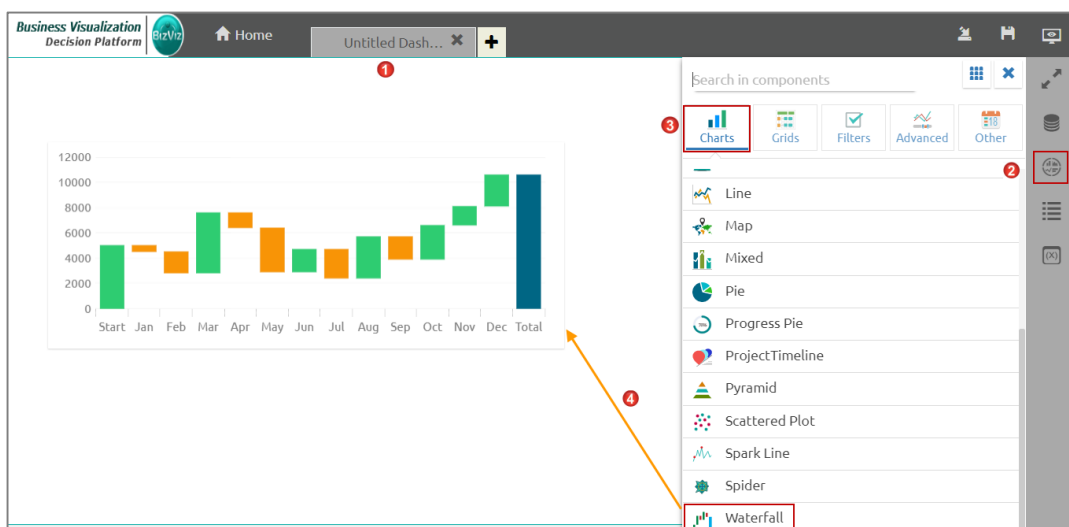 Business Visualization
Decision Platform
BizViz
Home
Untitled Dash... ×
+
1
Search in components
3
Charts
Grids
Filters
Advanced
18
Other
2
Line
Map
Mixed
Pie
Progress Pie
ProjectTimeline
Pyramid
Scattered Plot
Spark Line
Spider
Waterfall
(X)
12000
10000
8000
6000
4000
2000
0
Start Jan Feb Mar Apr May Jun Jul Aug Sep Oct Nov Dec Total
4